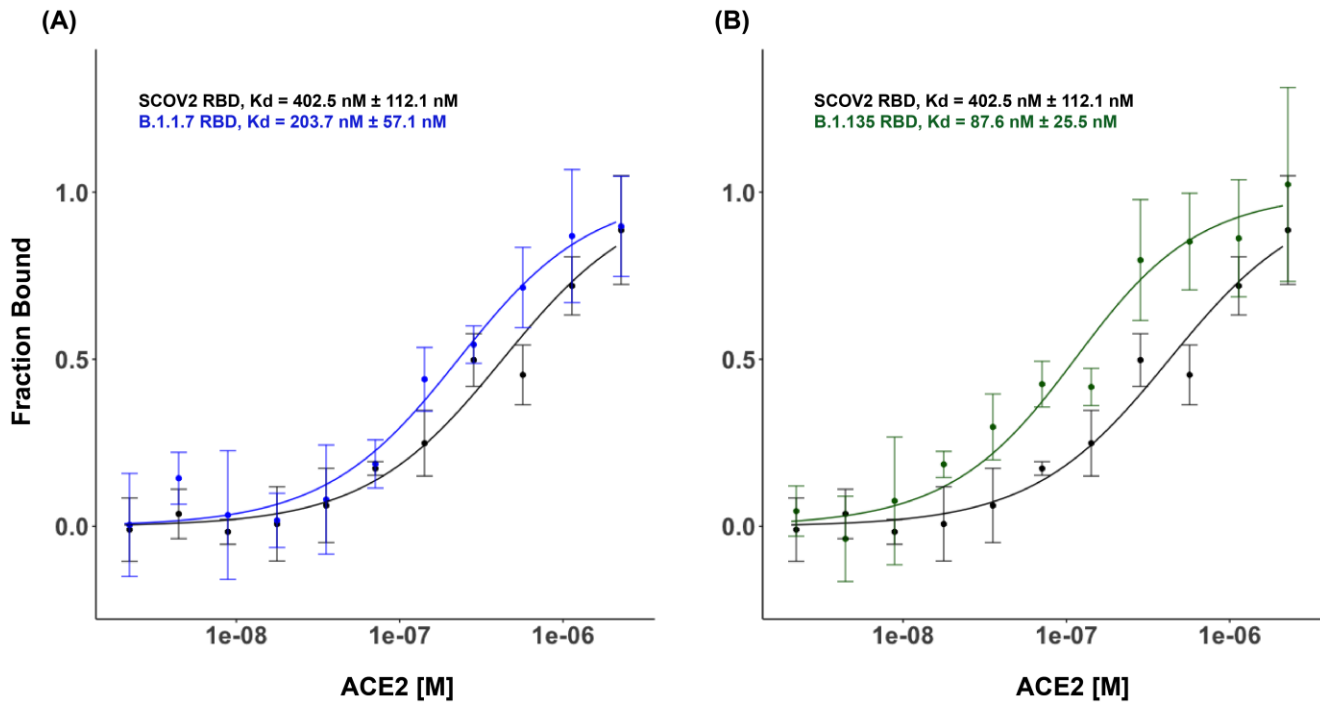 (A)
SCOV2 RBD, Kd = 402.5 nM ± 112.1 nM
B.1.1.7 RBD, Kd = 203.7 nM ± 57.1 nM
1.0
0.5
0.0
Fraction Bound
1e-08
1e-07
1e-06
ACE2 [M]
(B)
SCOV2 RBD, Kd = 402.5 nM ± 112.1 nM
B.1.135 RBD, Kd = 87.6 nM ± 25.5 nM
1.0
0.5
0.0
1e-08
1e-07
1e-06
ACE2 [M]